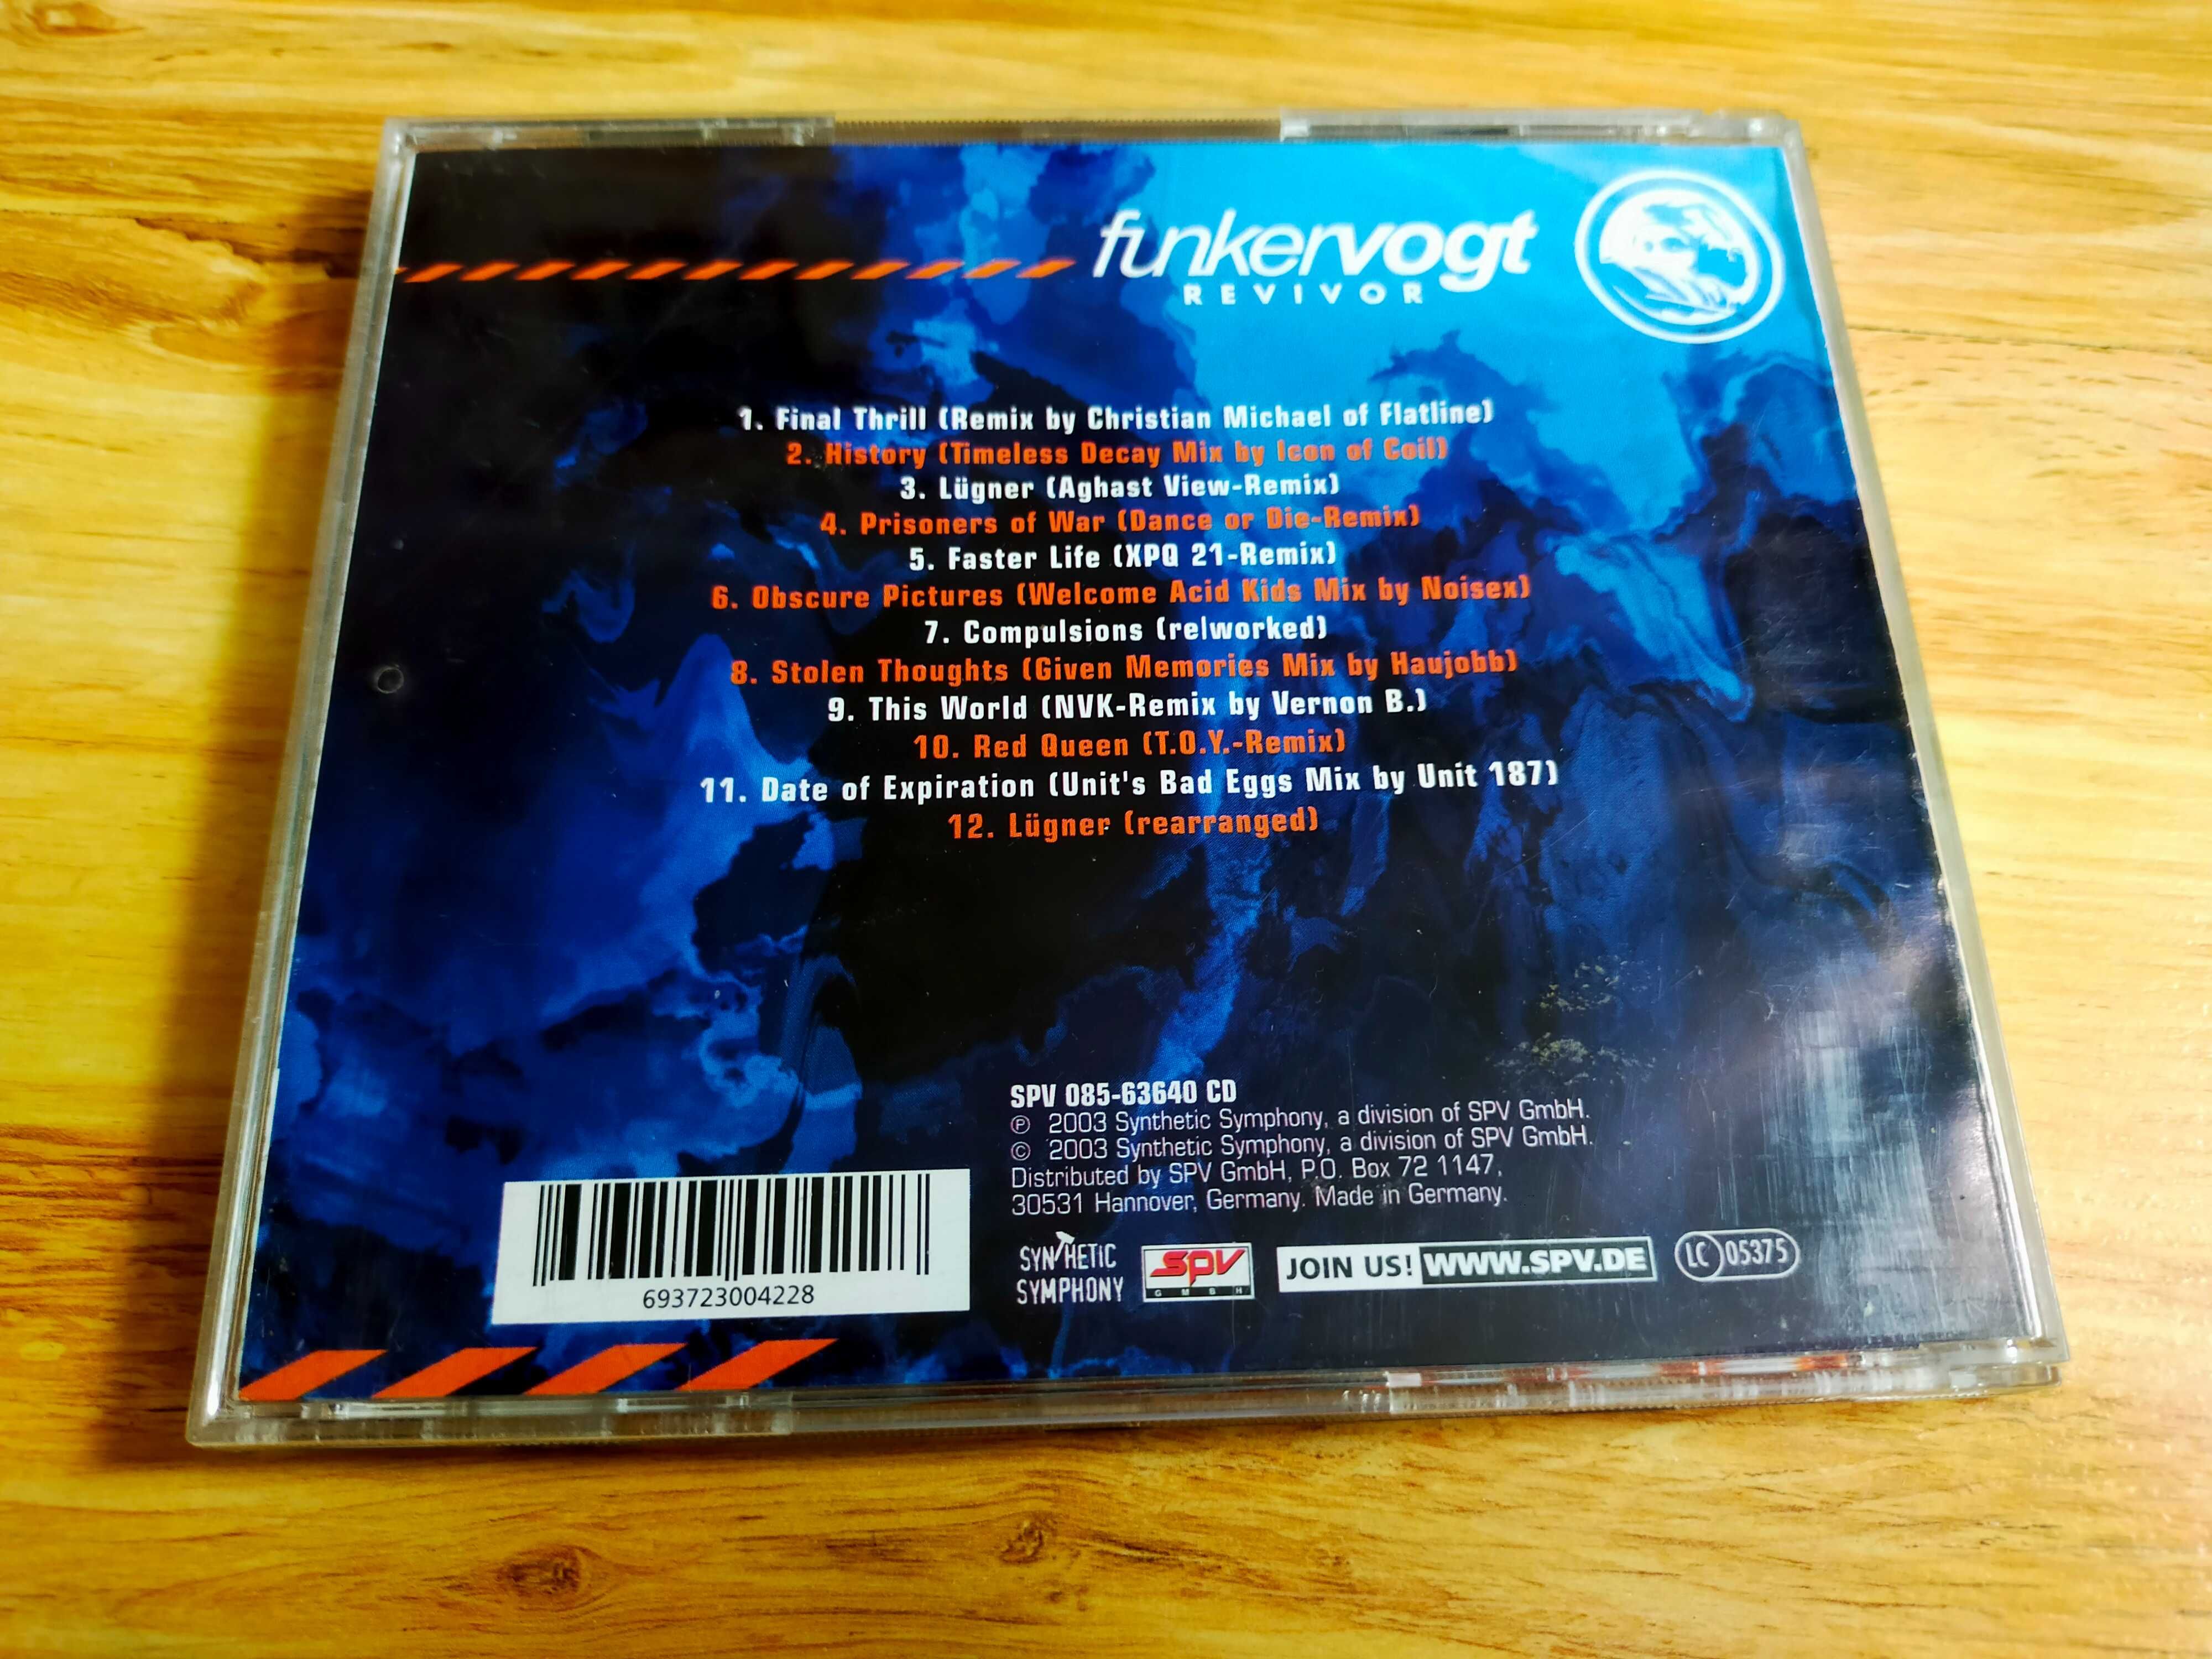 funkervogt
REVIVOR
1. Final Thrill (Remix by Christian Michael of Flatline)
2. History (Timeless Decay Mix by Icon of Coil)
3. Lügner (Aghast View-Remix)
4. Prisoners of War (Dance or Die-Remix)
5. Faster Life (XPQ 21-Remix)
6. Obscure Pictures (Welcome Acid Kids Mix by Noisex)
7. Compulsions (re|worked)
8. Stolen Thoughts (Given Memories Mix by Haujobb)
9. This World (NVK-Remix by Vernon B.)
10. Red Queen (T.O.Y.-Remix)
11. Date of Expiration (Unit's Bad Eggs Mix by Unit 187)
12. Lügner (rearranged)
SPV 085-63640 CD
℗ 2003 Synthetic Symphony, a division of SPV GmbH.
© 2003 Synthetic Symphony, a division of SPV GmbH.
Distributed by SPV GmbH, P.O. Box 72 1147,
30531 Hannover, Germany. Made in Germany.
693723004228
SYNTHETIC
SYMPHONY
SPV
GMBH
JOIN US! WWW.SPV.DE
LC 05375